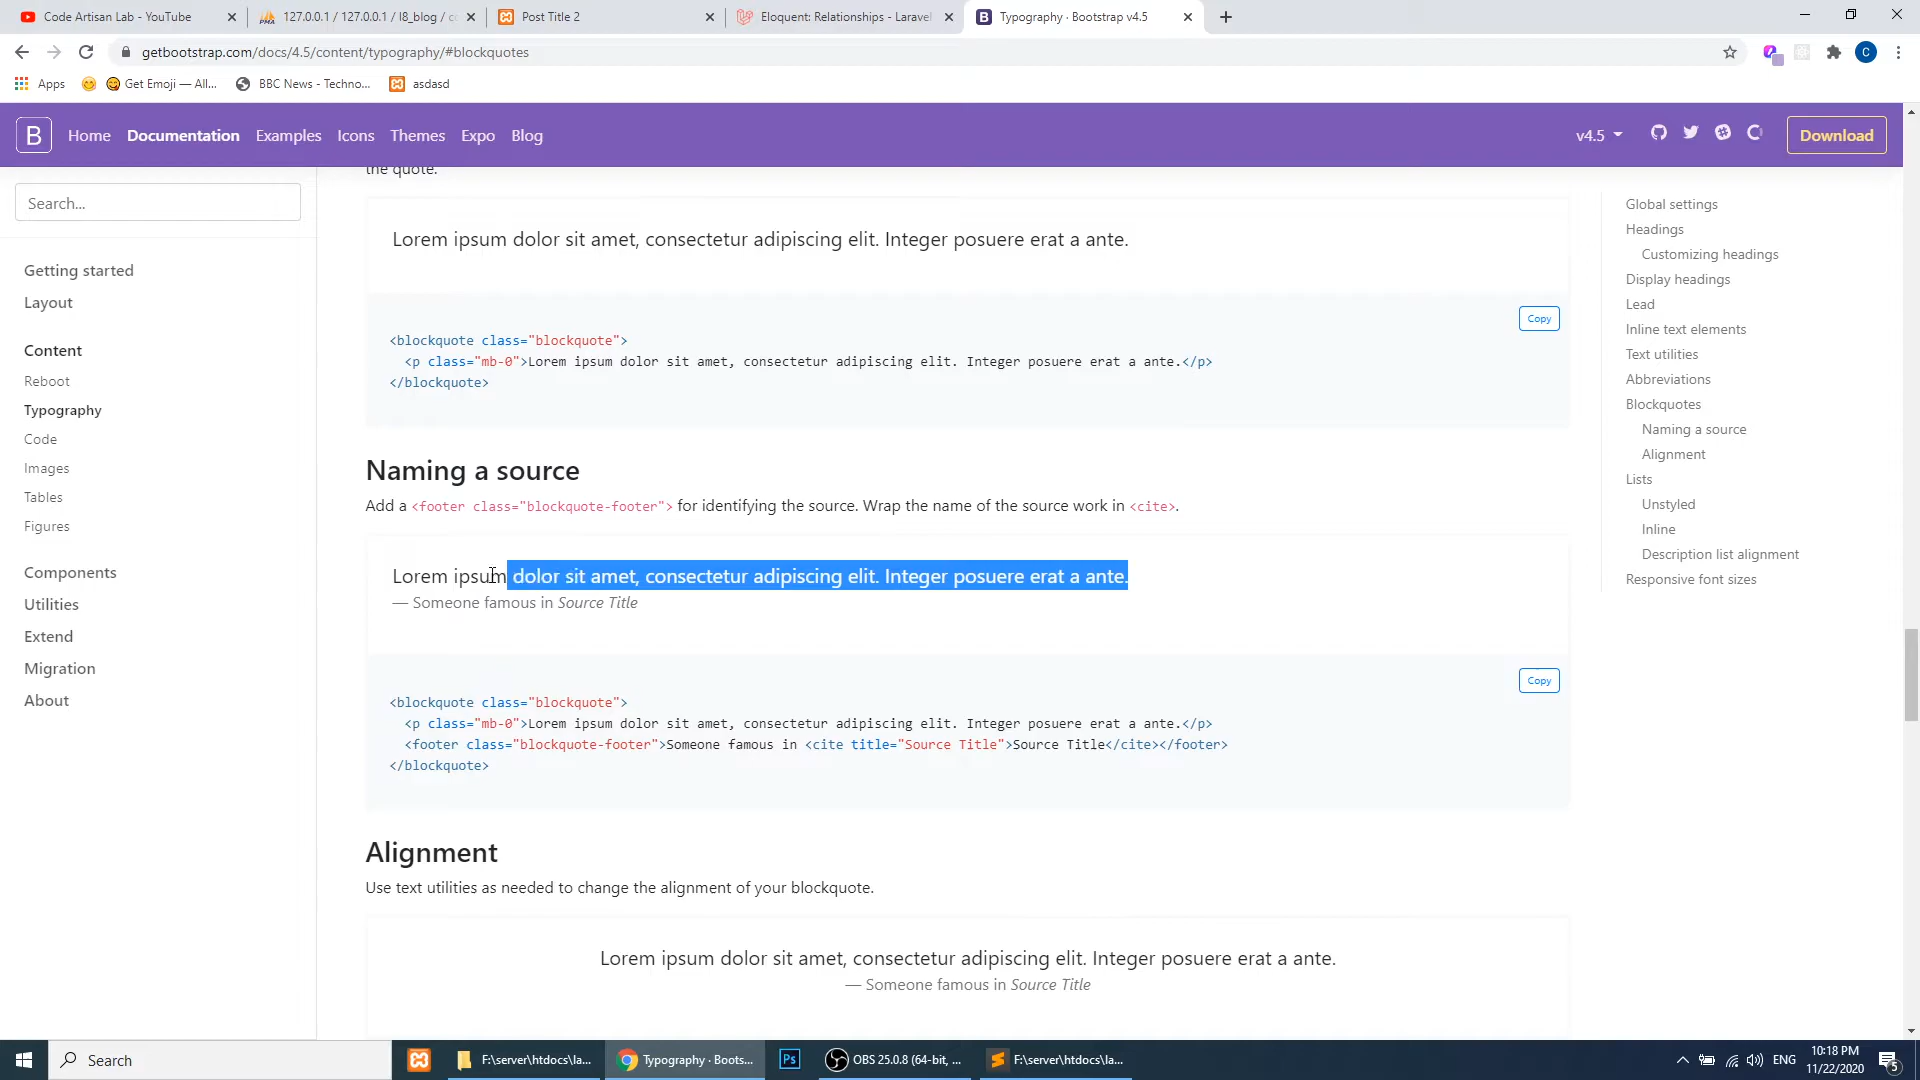 Code Artisan Lab - YouTube
127.0.0.1 / 127.0.0.1 / l8_blog / co
Post Title 2
Eloquent: Relationships - Laravel
Typography · Bootstrap v4.5
getbootstrap.com/docs/4.5/content/typography/#blockquotes
C
Apps
Get Emoji — All...
BBC News - Techno...
asdasd
B
Home
Documentation
Examples
Icons
Themes
Expo
Blog
v4.5
Download
the quote.
Search...
Getting started
Layout
Content
Reboot
Typography
Code
Images
Tables
Figures
Components
Utilities
Extend
Migration
About
Lorem ipsum dolor sit amet, consectetur adipiscing elit. Integer posuere erat a ante.
Copy
<blockquote class="blockquote">
<p class="mb-0">Lorem ipsum dolor sit amet, consectetur adipiscing elit. Integer posuere erat a ante.</p>
</blockquote>
Naming a source
Add a <footer class="blockquote-footer"> for identifying the source. Wrap the name of the source work in <cite>.
Lorem ipsum dolor sit amet, consectetur adipiscing elit. Integer posuere erat a ante.
— Someone famous in Source Title
Copy
<blockquote class="blockquote">
<p class="mb-0">Lorem ipsum dolor sit amet, consectetur adipiscing elit. Integer posuere erat a ante.</p>
<footer class="blockquote-footer">Someone famous in <cite title="Source Title">Source Title</cite></footer>
</blockquote>
Alignment
Use text utilities as needed to change the alignment of your blockquote.
Lorem ipsum dolor sit amet, consectetur adipiscing elit. Integer posuere erat a ante.
— Someone famous in Source Title
Global settings
Headings
Customizing headings
Display headings
Lead
Inline text elements
Text utilities
Abbreviations
Blockquotes
Naming a source
Alignment
Lists
Unstyled
Inline
Description list alignment
Responsive font sizes
Search
F:\server\htdocs\la...
Typography · Boots...
Ps
OBS 25.0.8 (64-bit, ...
F:\server\htdocs\la...
ENG
10:18 PM
11/22/2020
5